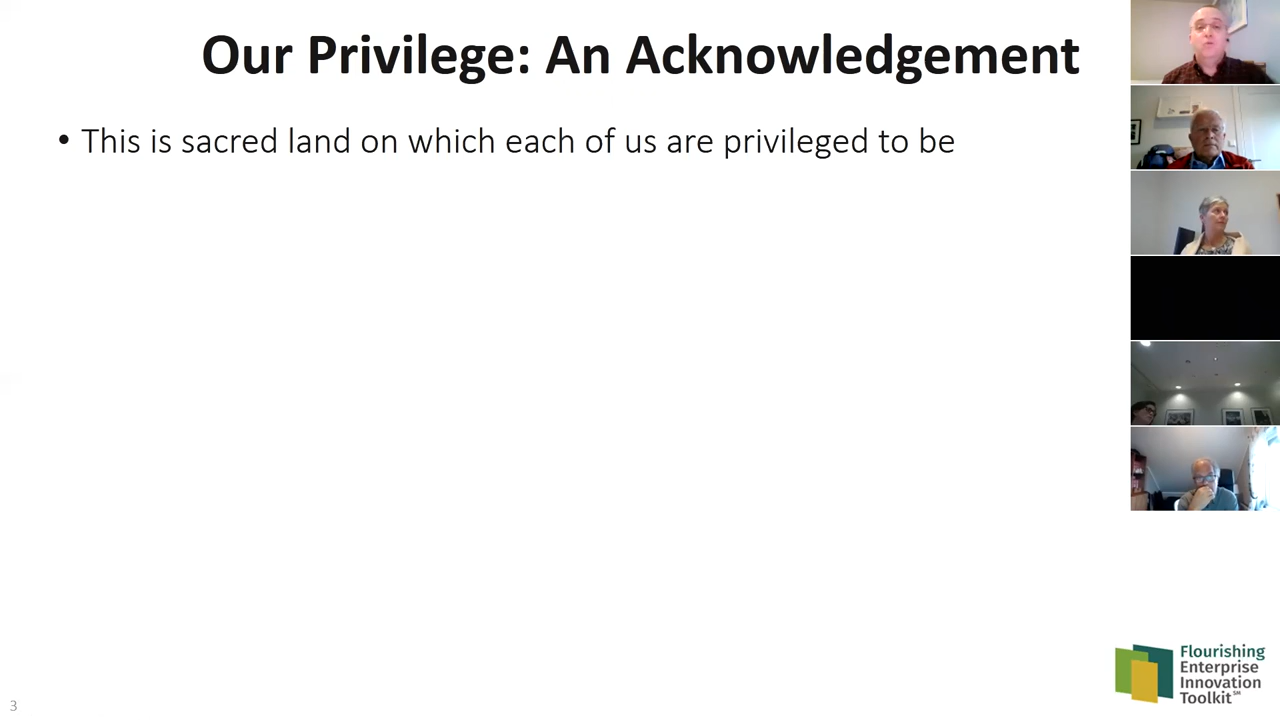 Our Privilege: An Acknowledgement
• This is sacred land on which each of us are privileged to be
Flourishing
Enterprise
Innovation
Toolkit℠
3